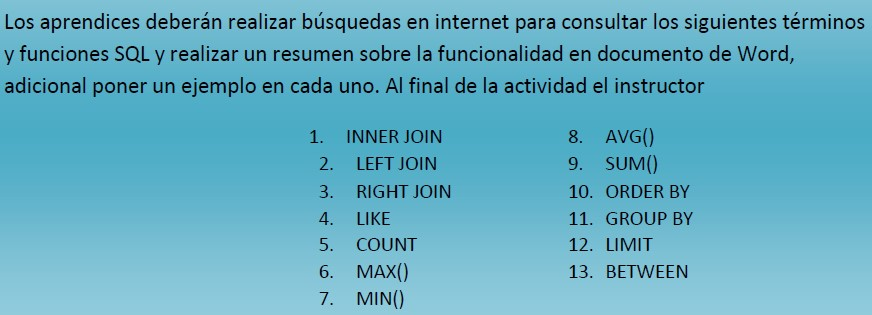 Los aprendices deberán realizar búsquedas en internet para consultar los siguientes términos
y funciones SQL y realizar un resumen sobre la funcionalidad en documento de Word,
adicional poner un ejemplo en cada uno. Al final de la actividad el instructor
1. INNER JOIN
2. LEFT JOIN
3. RIGHT JOIN
4. LIKE
5. COUNT
6. MAX()
7. MIN()
8. AVG()
9. SUM()
10. ORDER BY
11. GROUP BY
12. LIMIT
13. BETWEEN